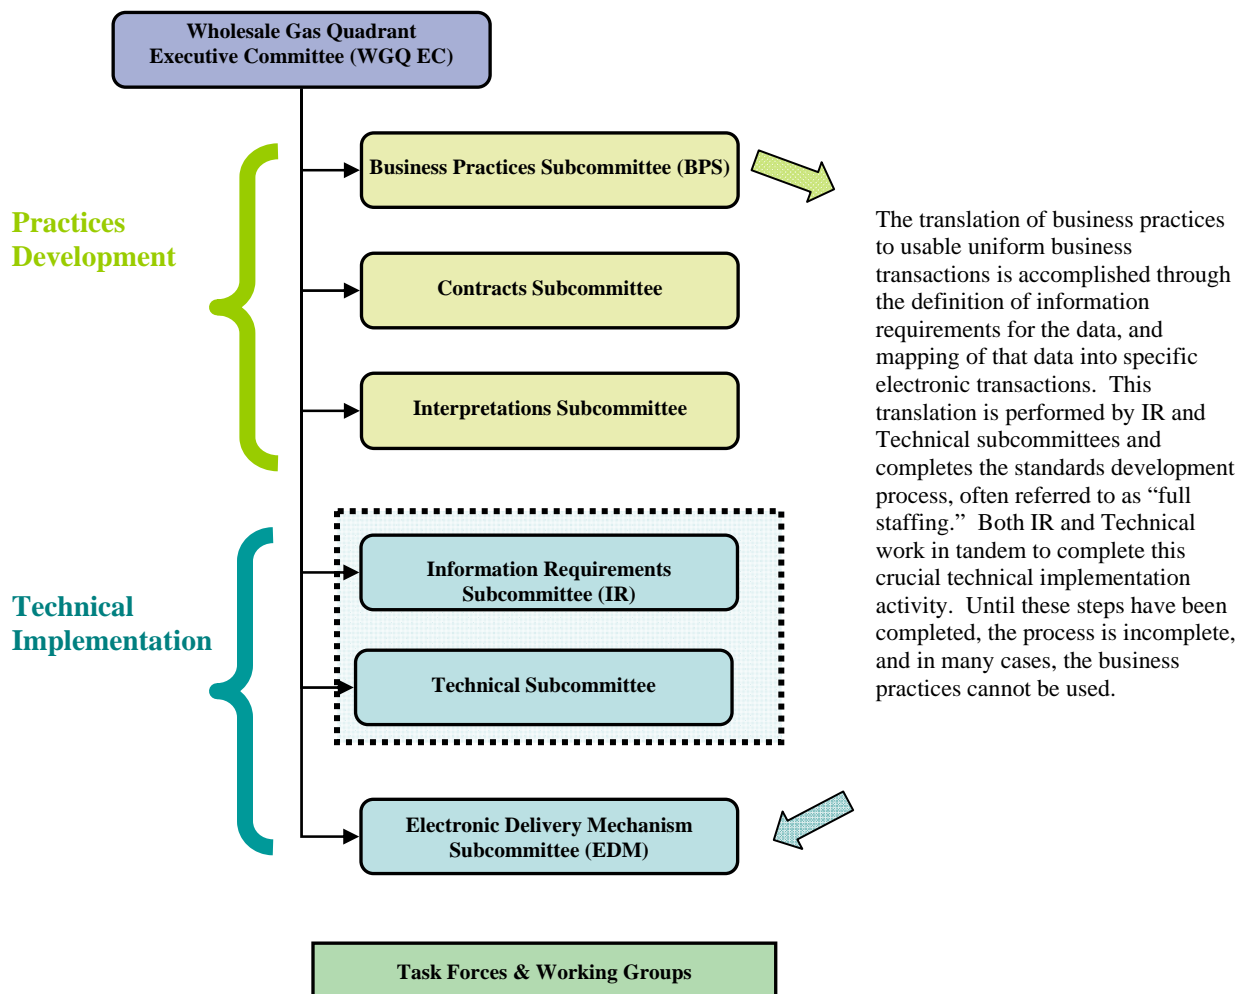 Wholesale Gas Quadrant
Executive Committee (WGQ EC)
Business Practices Subcommittee (BPS)
Practices
Development
Contracts Subcommittee
Interpretations Subcommittee
Information Requirements
Subcommittee (IR)
Technical
Implementation
Technical Subcommittee
Electronic Delivery Mechanism
Subcommittee (EDM)
Task Forces & Working Groups
The translation of business practices
to usable uniform business
transactions is accomplished through
the definition of information
requirements for the data, and
mapping of that data into specific
electronic transactions.  This
translation is performed by IR and
Technical subcommittees and
completes the standards development
process, often referred to as “full
staffing.”  Both IR and Technical
work in tandem to complete this
crucial technical implementation
activity.  Until these steps have been
completed, the process is incomplete,
and in many cases, the business
practices cannot be used.